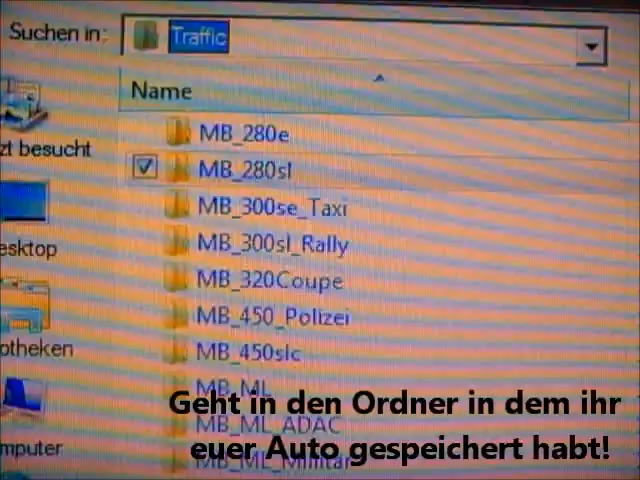 Suchen in: Traffic
Name
MB_280e
zt besucht
MB_280sl
MB_300se_Taxi
esktop
MB_300sl_Rally
MB_320Coupe
MB_450_Polizei
otheken
MB_450slc
MB_ML
Geht in den Ordner in dem ihr
MB_ML_ADAC
mputer
euer Auto gespeichert habt!
MB_ML_Militär